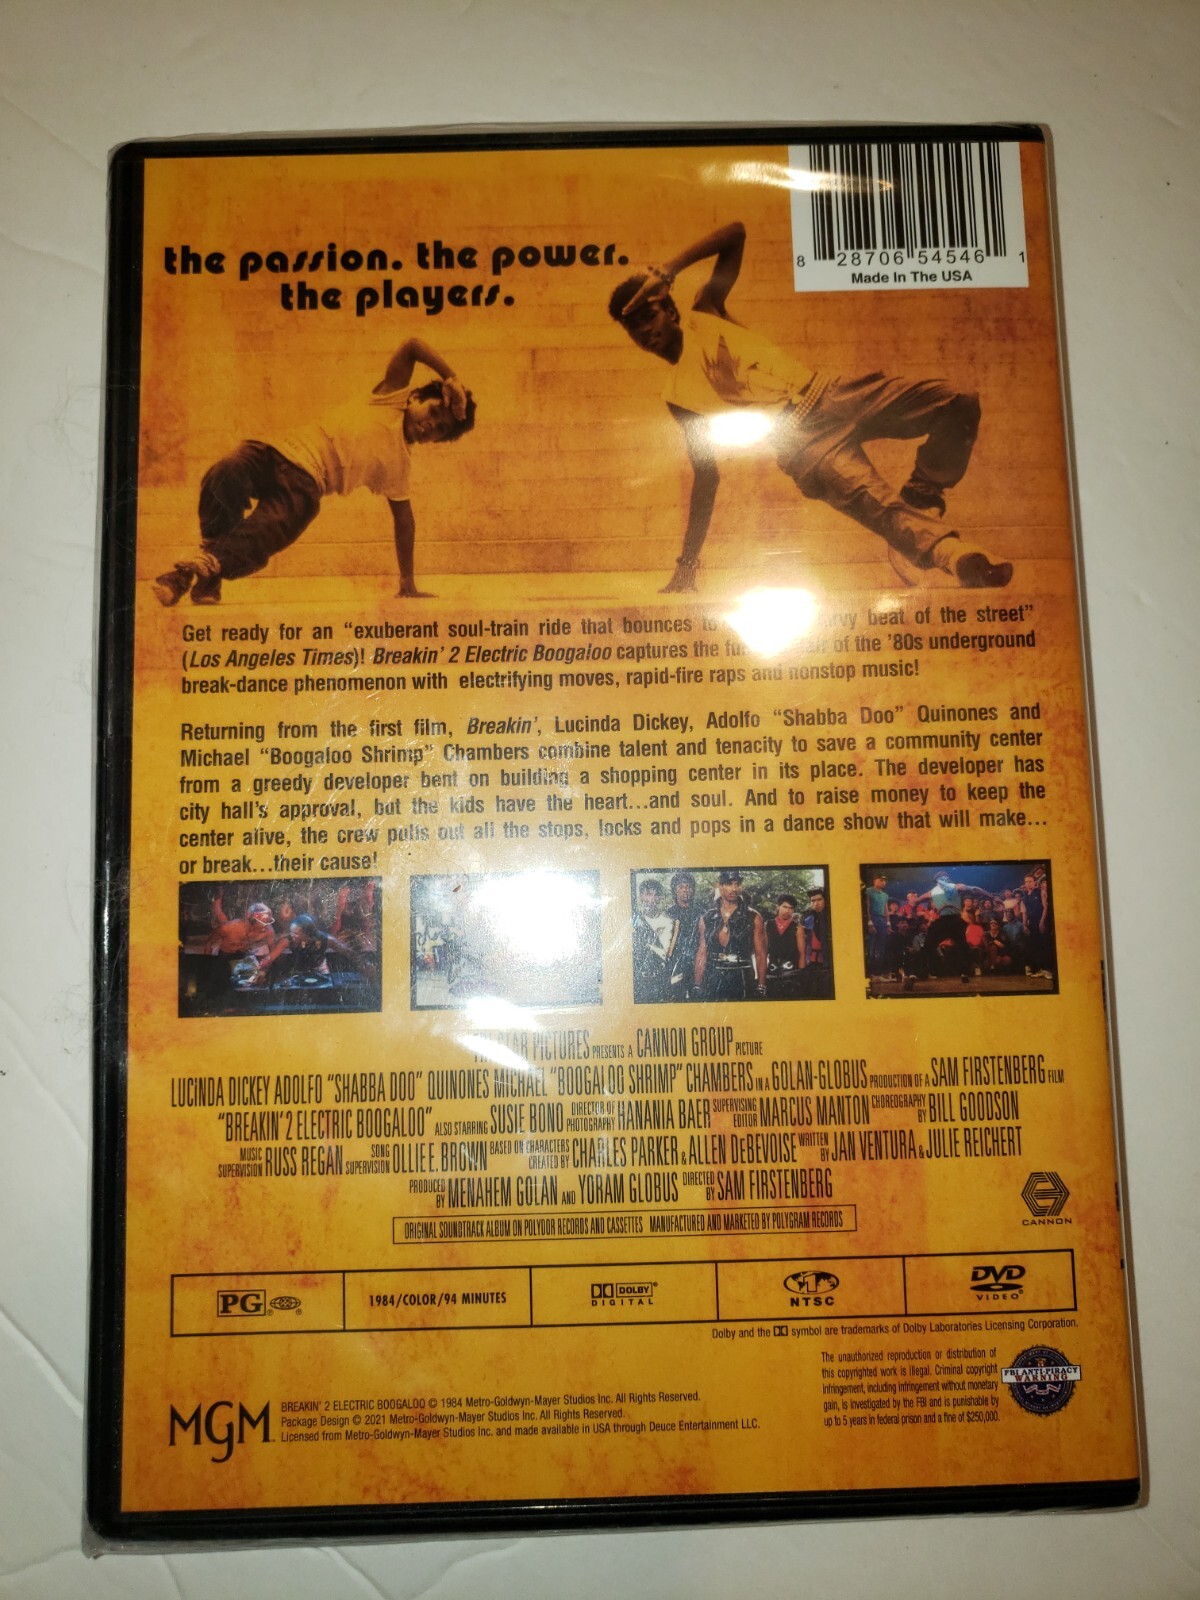 8 28706 54546 1
Made In The USA
the passion. the power.
the players.
Get ready for an “exuberant soul-train ride that bounces to beat of the street”
(Los Angeles Times)! Breakin’ 2 Electric Boogaloo captures the of the ’80s underground
break-dance phenomenon with electrifying moves, rapid-fire raps and nonstop music!
Returning from the first film, Breakin’, Lucinda Dickey, Adolfo “Shabba Doo” Quinones and
Michael “Boogaloo Shrimp” Chambers combine talent and tenacity to save a community center
from a greedy developer bent on building a shopping center in its place. The developer has
city hall’s approval, but the kids have the heart...and soul. And to raise money to keep the
center alive, the crew pulls out all the stops, locks and pops in a dance show that will make...
or break...their cause!
PICTURES PRESENTS A CANNON GROUP PICTURE
LUCINDA DICKEY ADOLFO “SHABBA DOO” QUINONES MICHAEL “BOOGALOO SHRIMP” CHAMBERS IN A GOLAN-GLOBUS PRODUCTION OF A SAM FIRSTENBERG FILM
“BREAKIN’ 2 ELECTRIC BOOGALOO” ALSO STARRING SUSIE BONO DIRECTOR OF PHOTOGRAPHY HANANIA BAER SUPERVISING EDITOR MARCUS MANTON CHOREOGRAPHY BY BILL GOODSON
MUSIC SUPERVISION RUSS REGAN SONG SUPERVISION OLLIE E. BROWN BASED ON CHARACTERS CREATED BY CHARLES PARKER & ALLEN DEBEVOISE WRITTEN BY JAN VENTURA & JULIE REICHERT
PRODUCED BY MENAHEM GOLAN AND YORAM GLOBUS DIRECTED BY SAM FIRSTENBERG
CANNON
ORIGINAL SOUNDTRACK ALBUM ON POLYDOR RECORDS AND CASSETTES MANUFACTURED AND MARKETED BY POLYGRAM RECORDS
PG ® ® 1984/COLOR/94 MINUTES DOLBY ® DIGITAL NTSC DVD VIDEO ®
Dolby and the symbol are trademarks of Dolby Laboratories Licensing Corporation.
The unauthorized reproduction or distribution of
this copyrighted work is illegal. Criminal copyright
infringement, including infringement without monetary
gain, is investigated by the FBI and is punishable by
up to 5 years in federal prison and a fine of $250,000.
FBI ANTI-PIRACY
WARNING
MGM
BREAKIN’ 2 ELECTRIC BOOGALOO © 1984 Metro-Goldwyn-Mayer Studios Inc. All Rights Reserved.
Package Design © 2021 Metro-Goldwyn-Mayer Studios Inc. All Rights Reserved.
Licensed from Metro-Goldwyn-Mayer Studios Inc. and made available in USA through Deuce Entertainment LLC.